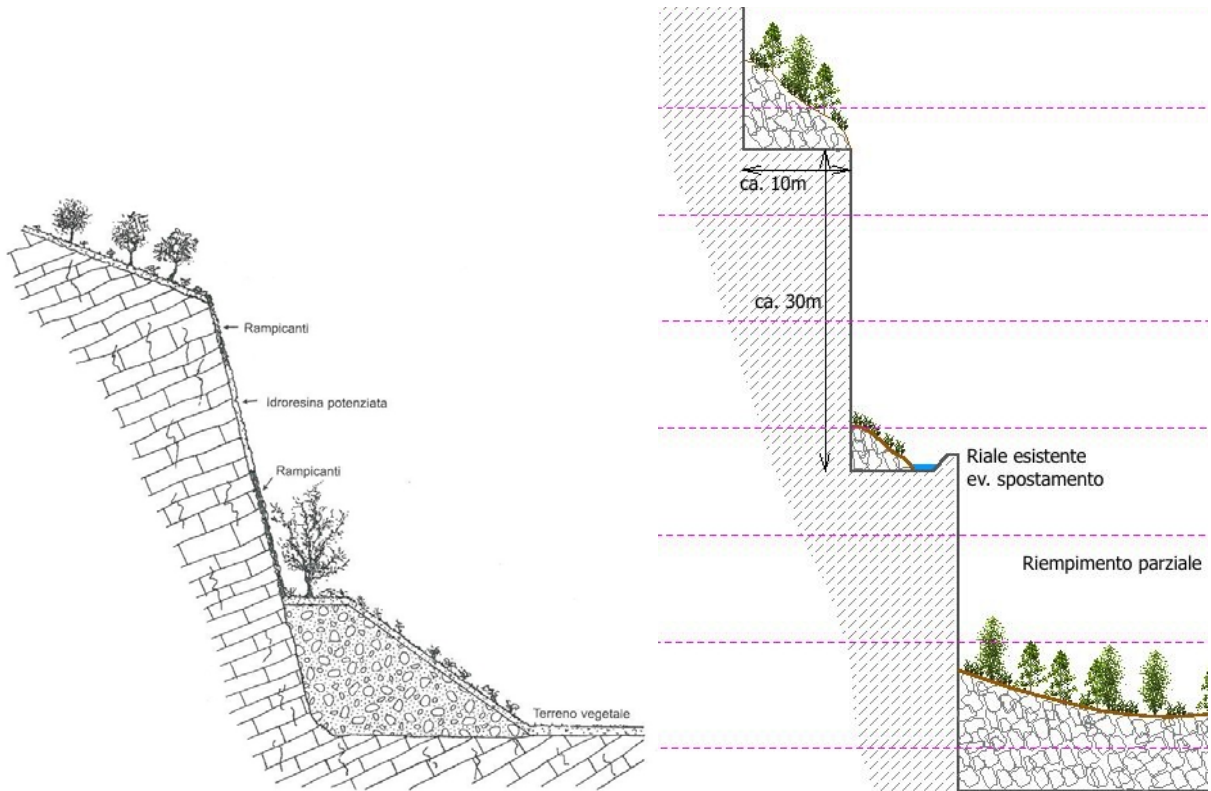 Rampicanti
Idroresina potenziata
Rampicanti
Terreno vegetale
ca. 10m
ca. 30m
Riale esistente
ev. spostamento
Riempimento parziale